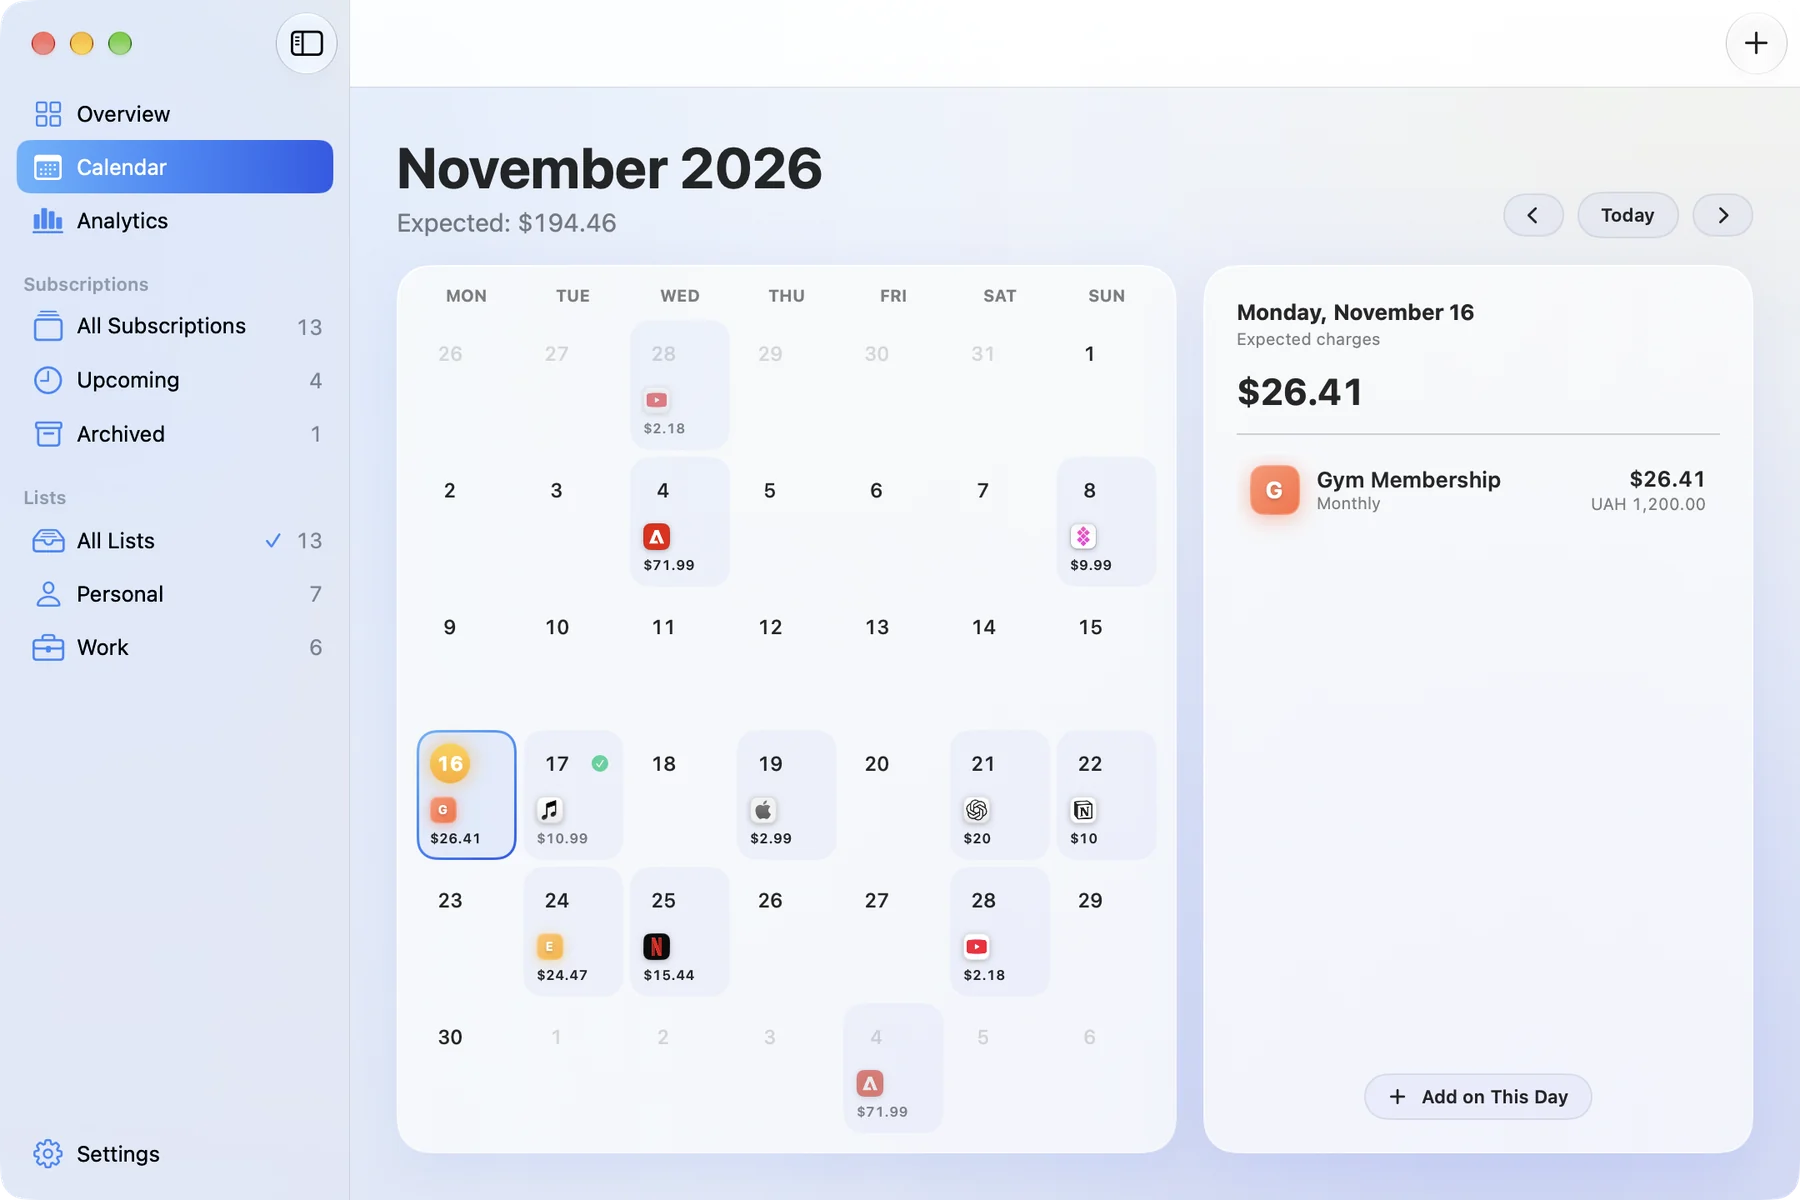 Overview
Calendar
Analytics
Subscriptions
All Subscriptions 13
Upcoming 4
Archived 1
Lists
All Lists 13
Personal 7
Work 6
Settings
November 2026
Expected: $194.46
Today
MON TUE WED THU FRI SAT SUN
26 27 28 29 30 31 1
$2.18
2 3 4 5 6 7 8
$71.99 $9.99
9 10 11 12 13 14 15
16 17 18 19 20 21 22
G N
$26.41 $10.99 $2.99 $20 $10
23 24 25 26 27 28 29
E N
$24.47 $15.44 $2.18
30 1 2 3 4 5 6
$71.99
Monday, November 16
Expected charges
$26.41
G Gym Membership $26.41
Monthly UAH 1,200.00
+ Add on This Day